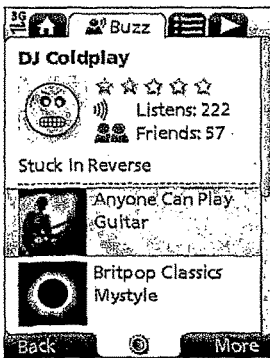 3G
Buzz
DJ Coldplay
Listens: 222
Friends: 57
Stuck In Reverse
Anyone Can Play
Guitar
Britpop Classics
Mystyle
Back
More